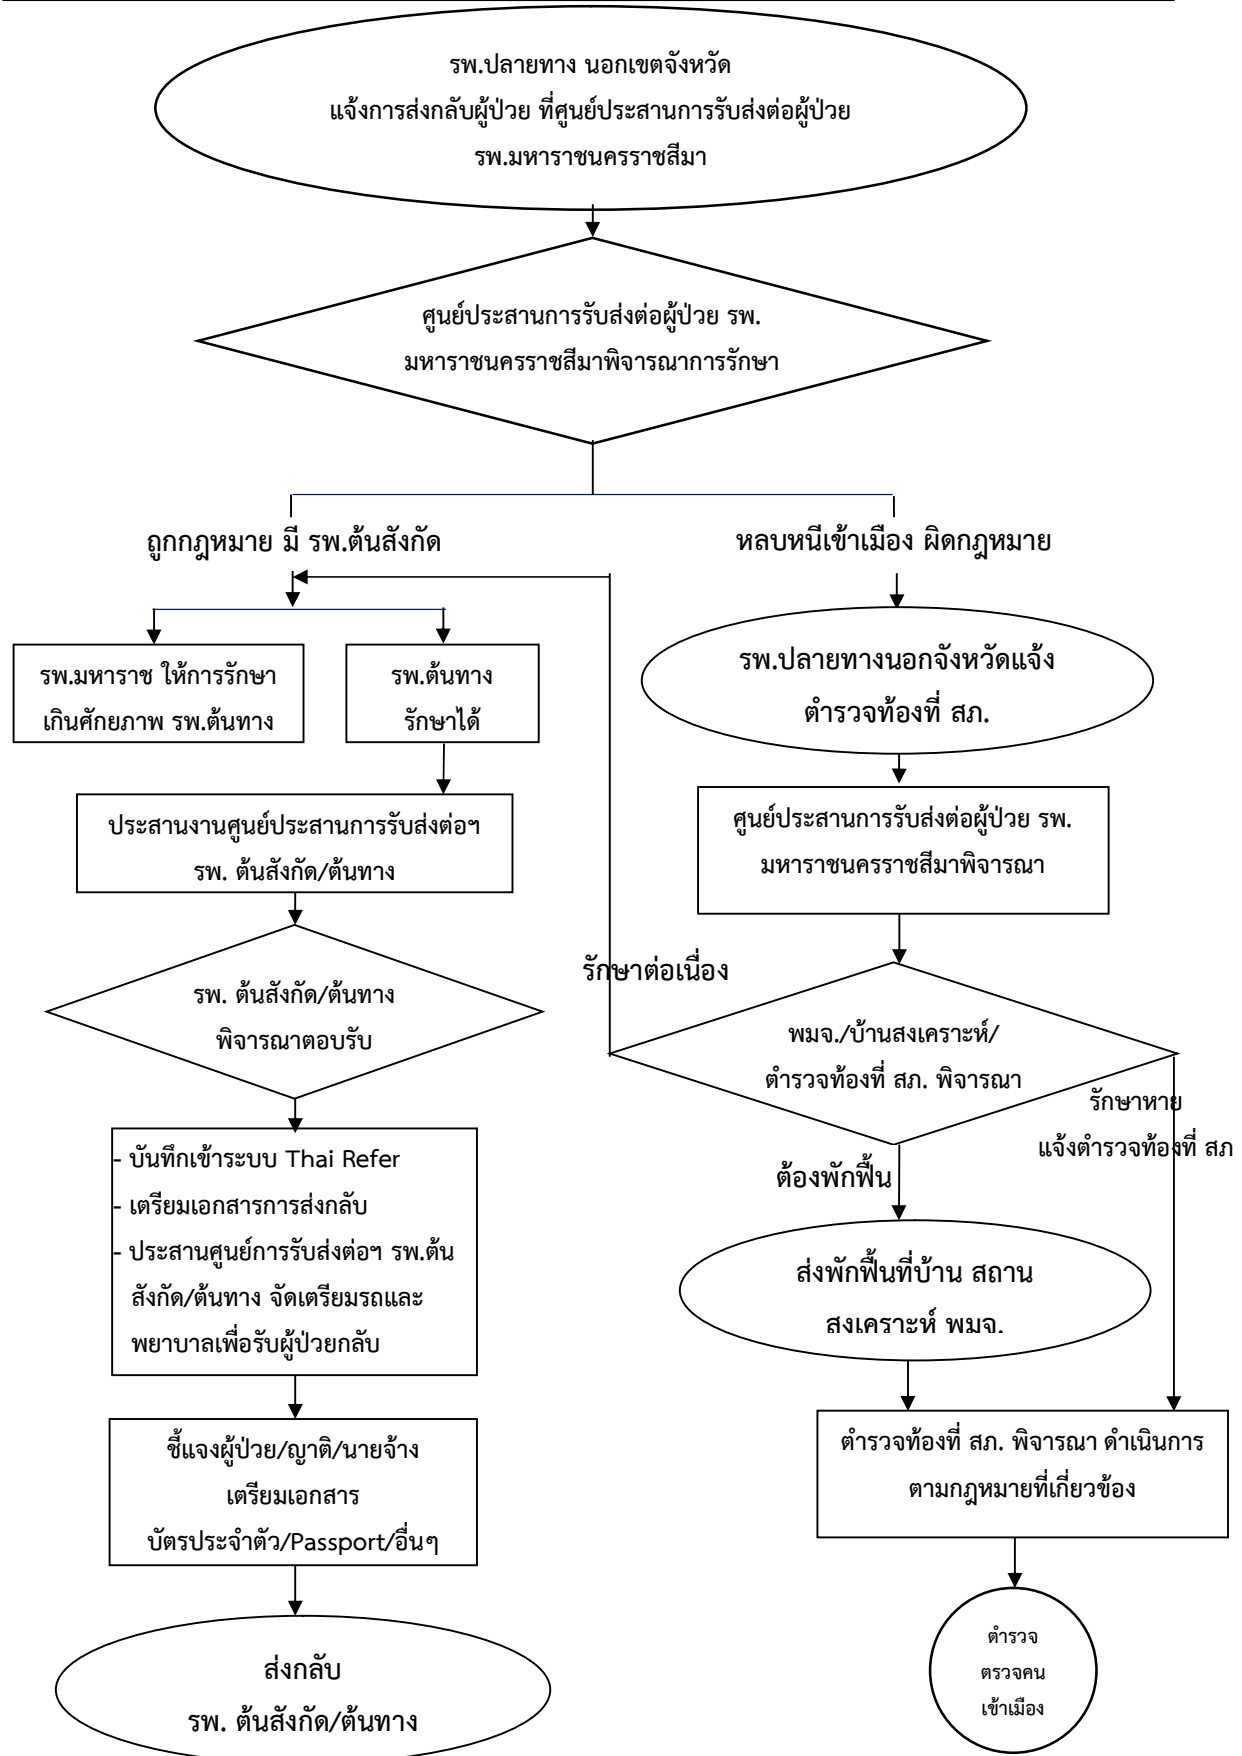 รพ.ปลายทาง นอกเขตจังหวัด
แจ้งการส่งกลับผู้ป่วย ที่ศูนย์ประสานการรับส่งต่อผู้ป่วย
รพ.มหาราชนครราชสีมา
ศูนย์ประสานการรับส่งต่อผู้ป่วย รพ.
มหาราชนครราชสีมาพิจารณาการรักษา
ถูกกฎหมาย มี รพ.ต้นสังกัด
หลบหนีเข้าเมือง ผิดกฎหมาย
รพ.มหาราช ให้การรักษา
เกินศักยภาพ รพ.ต้นทาง
รพ.ต้นทาง
รักษาได้
รพ.ปลายทางนอกจังหวัดแจ้ง
ตำรวจท้องที่ สภ.
ประสานงานศูนย์ประสานการรับส่งต่อฯ
รพ. ต้นสังกัด/ต้นทาง
ศูนย์ประสานการรับส่งต่อผู้ป่วย รพ.
มหาราชนครราชสีมาพิจารณา
รักษาต่อเนื่อง
รพ. ต้นสังกัด/ต้นทาง
พิจารณาตอบรับ
พมจ./บ้านสงเคราะห์/
ตำรวจท้องที่ สภ. พิจารณา
รักษาหาย
แจ้งตำรวจท้องที่ สภ
ต้องพักฟื้น
- บันทึกเข้าระบบ Thai Refer
- เตรียมเอกสารการส่งกลับ
- ประสานศูนย์การรับส่งต่อฯ รพ.ต้น
สังกัด/ต้นทาง จัดเตรียมรถและ
พยาบาลเพื่อรับผู้ป่วยกลับ
ส่งพักฟื้นที่บ้าน สถาน
สงเคราะห์ พมจ.
ชี้แจงผู้ป่วย/ญาติ/นายจ้าง
เตรียมเอกสาร
บัตรประจำตัว/Passport/อื่นๆ
ตำรวจท้องที่ สภ. พิจารณา ดำเนินการ
ตามกฎหมายที่เกี่ยวข้อง
ส่งกลับ
รพ. ต้นสังกัด/ต้นทาง
ตำรวจ
ตรวจคน
เข้าเมือง